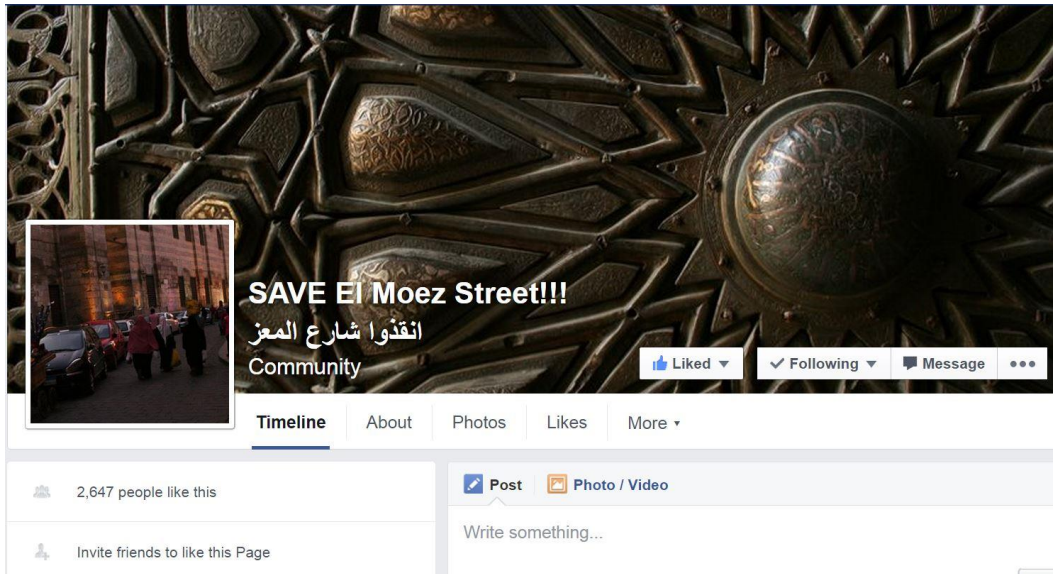 SAVE El Moez Street!!!
انقذوا شارع المعز
Community
Liked
Following
Message
Timeline
About
Photos
Likes
More
2,647 people like this
Invite friends to like this Page
Post
Photo / Video
Write something...